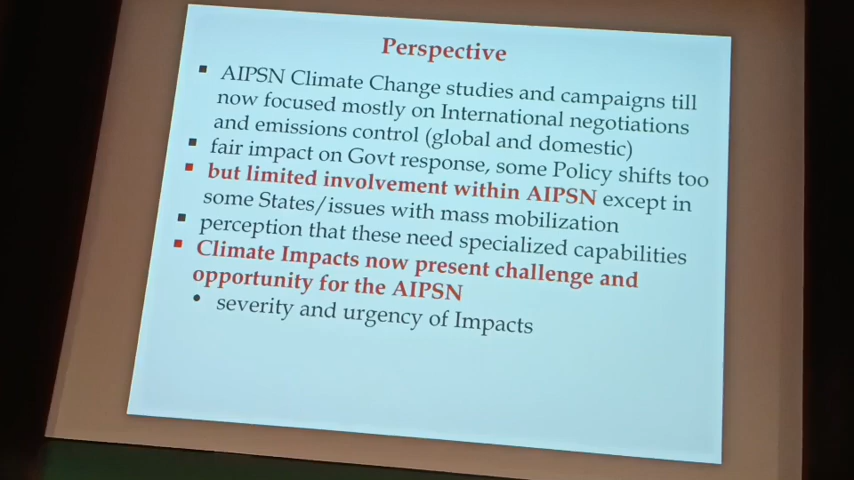 Perspective
▪ AIPSN Climate Change studies and campaigns till
now focused mostly on International negotiations
and emissions control (global and domestic)
▪ fair impact on Govt response, some Policy shifts too
▪ but limited involvement within AIPSN except in
some States/issues with mass mobilization
▪ perception that these need specialized capabilities
▪ Climate Impacts now present challenge and
opportunity for the AIPSN
• severity and urgency of Impacts